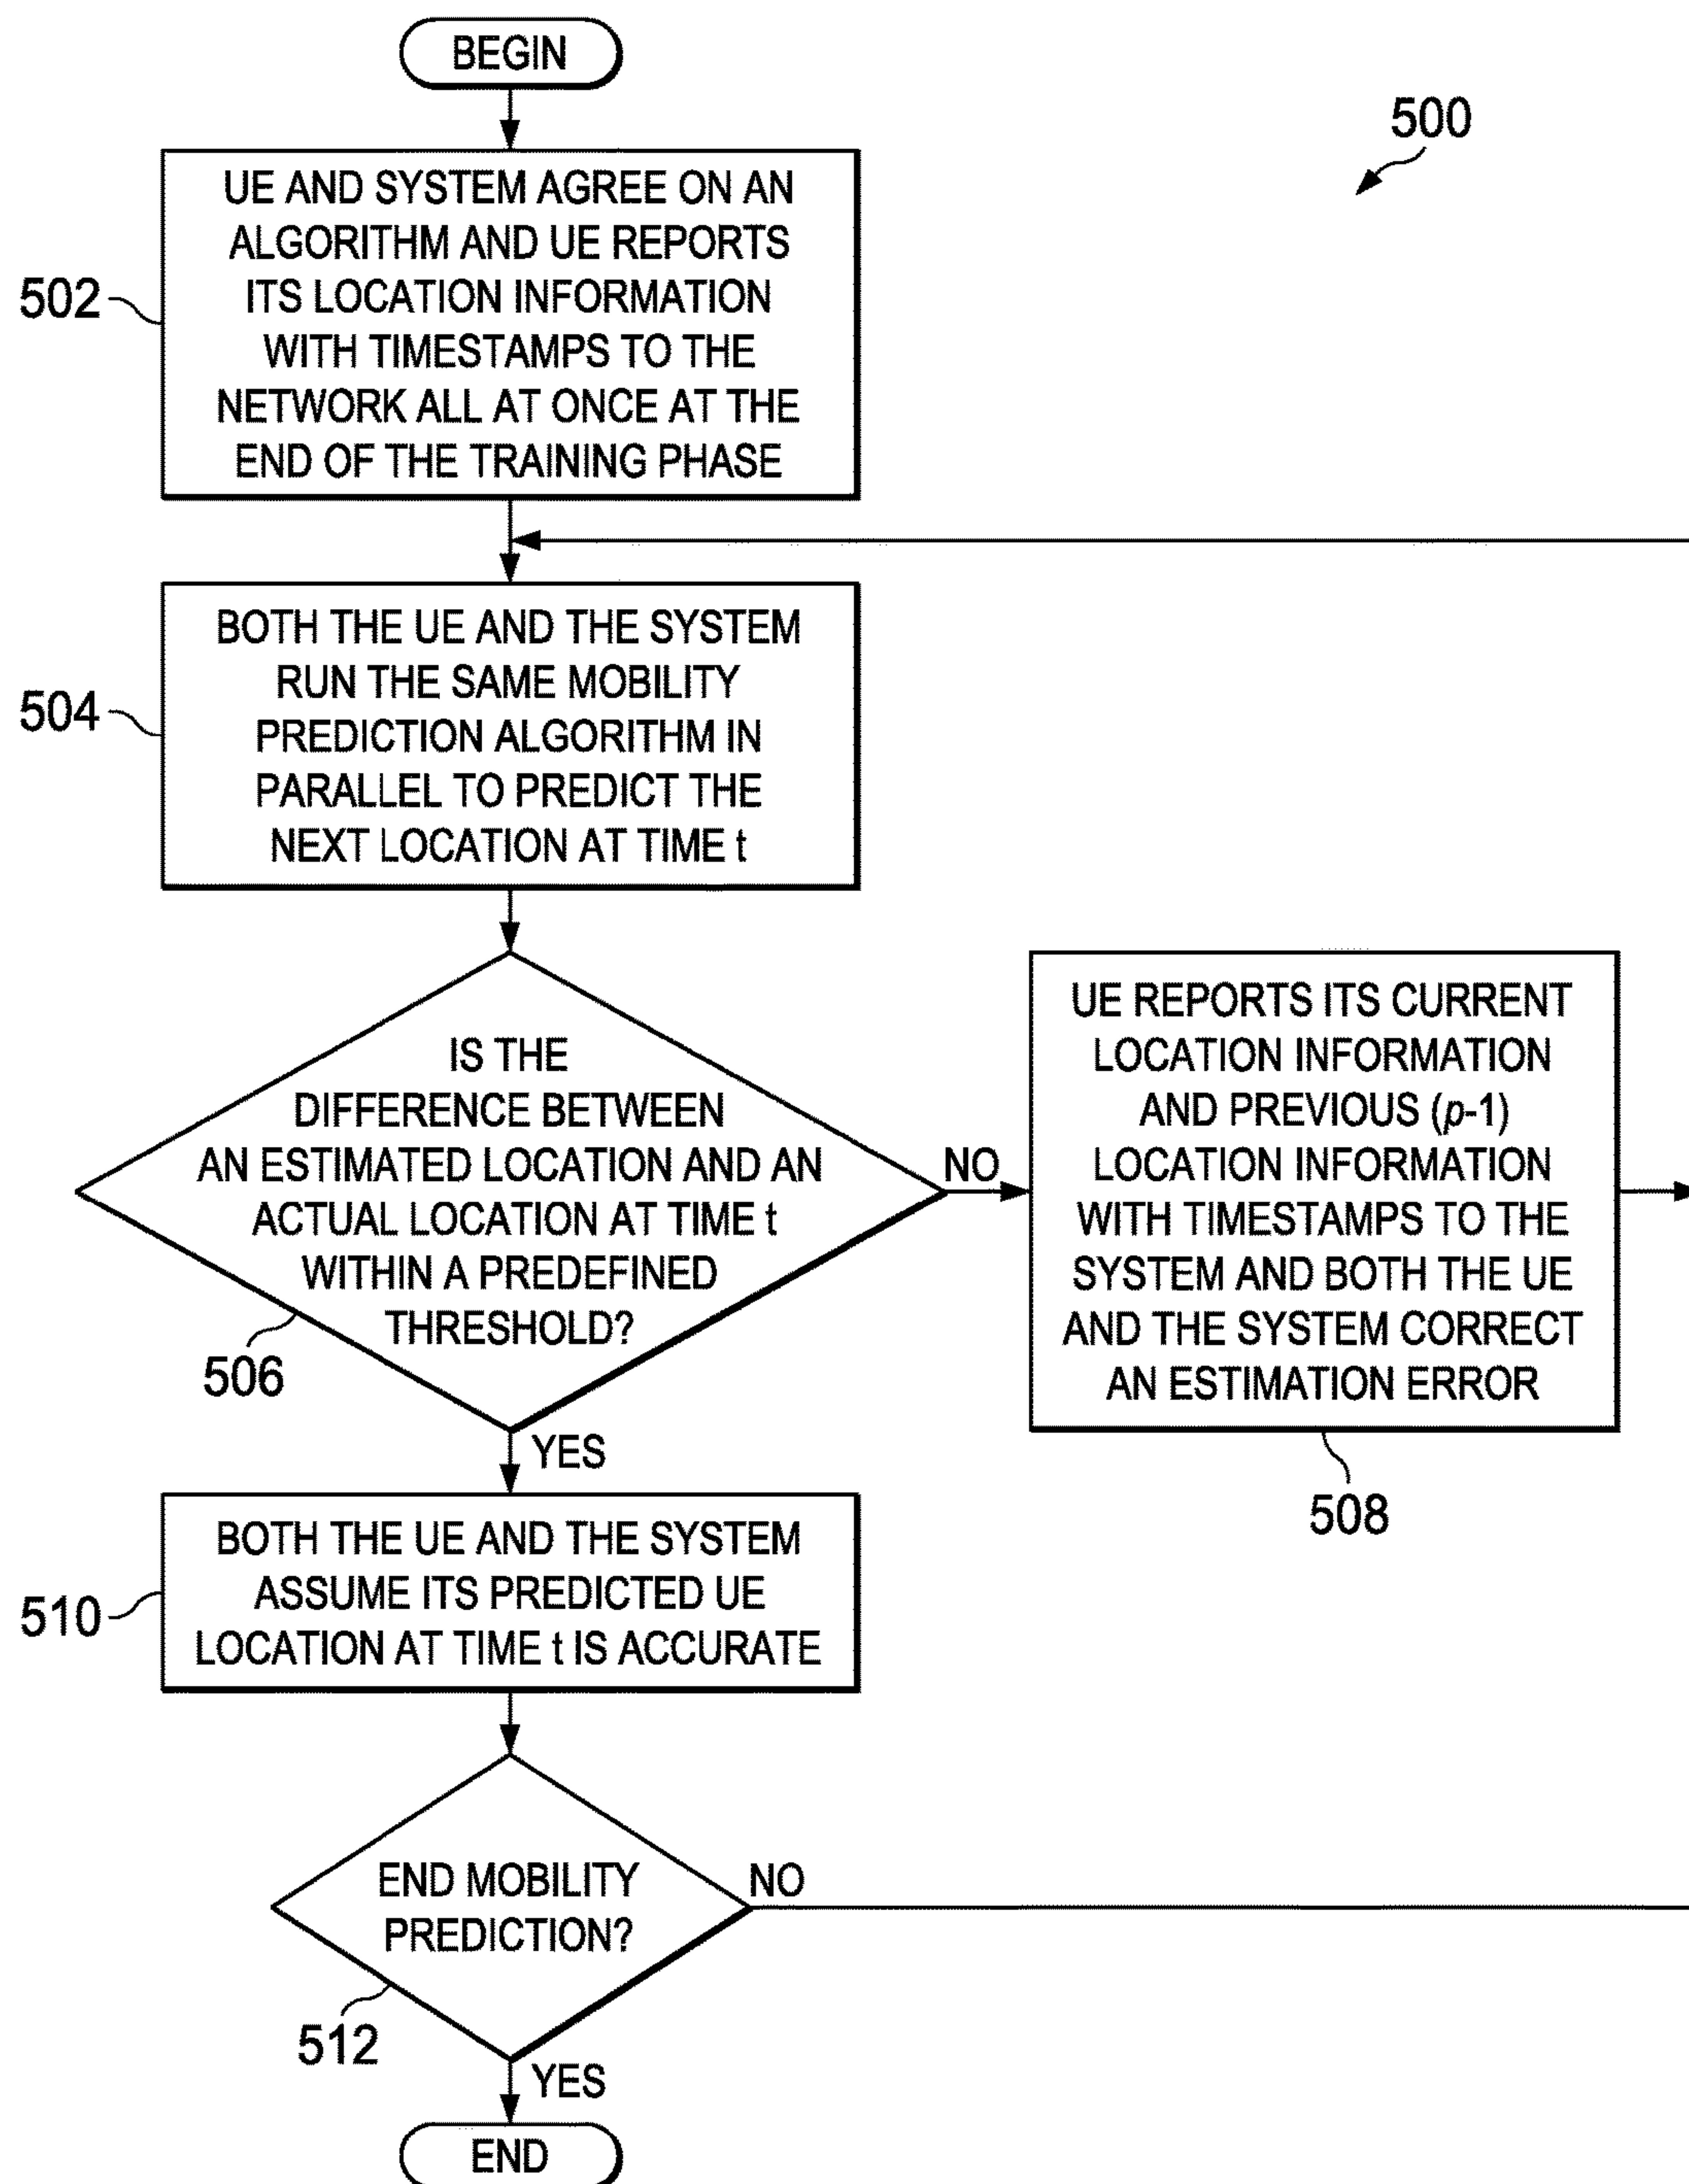 BEGIN
500
UE AND SYSTEM AGREE ON AN
ALGORITHM AND UE REPORTS
ITS LOCATION INFORMATION
WITH TIMESTAMPS TO THE
NETWORK ALL AT ONCE AT THE
END OF THE TRAINING PHASE
502
BOTH THE UE AND THE SYSTEM
RUN THE SAME MOBILITY
PREDICTION ALGORITHM IN
PARALLEL TO PREDICT THE
NEXT LOCATION AT TIME t
504
IS THE
DIFFERENCE BETWEEN
AN ESTIMATED LOCATION AND AN
ACTUAL LOCATION AT TIME t
WITHIN A PREDEFINED
THRESHOLD?
506
NO
UE REPORTS ITS CURRENT
LOCATION INFORMATION
AND PREVIOUS (p-1)
LOCATION INFORMATION
WITH TIMESTAMPS TO THE
SYSTEM AND BOTH THE UE
AND THE SYSTEM CORRECT
AN ESTIMATION ERROR
508
YES
BOTH THE UE AND THE SYSTEM
ASSUME ITS PREDICTED UE
LOCATION AT TIME t IS ACCURATE
510
END MOBILITY
PREDICTION?
512
NO
YES
END